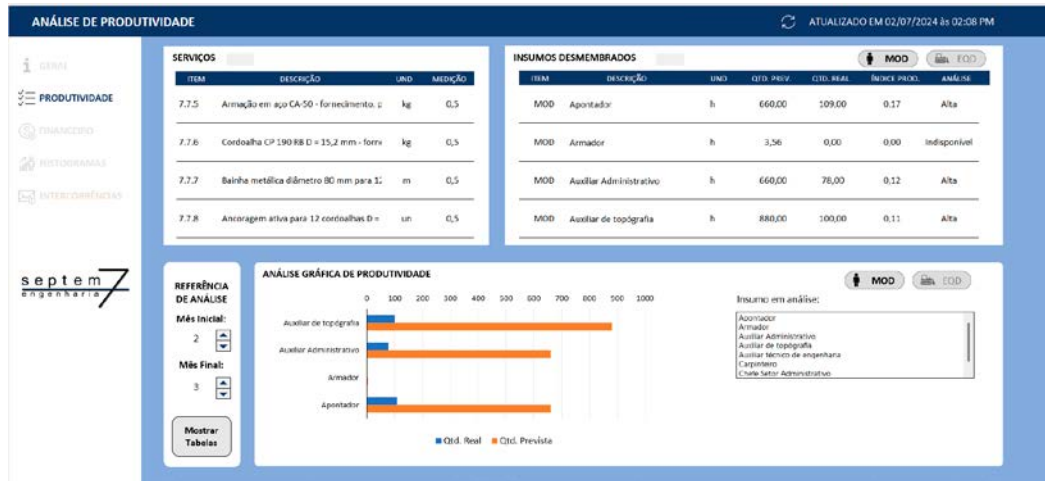 ANÁLISE DE PRODUTIVIDADE
ATUALIZADO EM 02/07/2024 às 02:08 PM
GERAL
PRODUTIVIDADE
FINANCEIRO
HISTOGRAMAS
INTERCORRÊNCIAS
septem 7
engenharia
SERVIÇOS
ITEM DESCRIÇÃO UND MEDIÇÃO
7.7.5 Armação em aço CA-50 - fornecimento, p kg 0,5
7.7.6 Cordoalha CP 190 RB D = 15,2 mm - forne kg 0,5
7.7.7 Bainha metálica diâmetro 80 mm para 12 m 0,5
7.7.8 Ancoragem ativa para 12 cordoalhas D = un 0,5
INSUMOS DESMEMBRADOS
MOD EQD
ITEM DESCRIÇÃO UND QTD. PREV. QTD. REAL ÍNDICE PROD. ANÁLISE
MOD Apontador h 660,00 109,00 0,17 Alta
MOD Armador h 3,56 0,00 0,00 Indisponível
MOD Auxiliar Administrativo h 660,00 78,00 0,12 Alta
MOD Auxiliar de topógrafia h 880,00 100,00 0,11 Alta
REFERÊNCIA
DE ANÁLISE
Mês Inicial:
2
Mês Final:
3
Mostrar
Tabelas
ANÁLISE GRÁFICA DE PRODUTIVIDADE
0 100 200 300 400 500 600 700 800 900 1000
Auxiliar de topógrafia
Auxiliar Administrativo
Armador
Apontador
Qtd. Real Qtd. Prevista
MOD EQD
Insumo em análise:
Apontador
Armador
Auxiliar Administrativo
Auxiliar de topógrafia
Auxiliar técnico de engenharia
Carpinteiro
Chefe Setor Administrativo